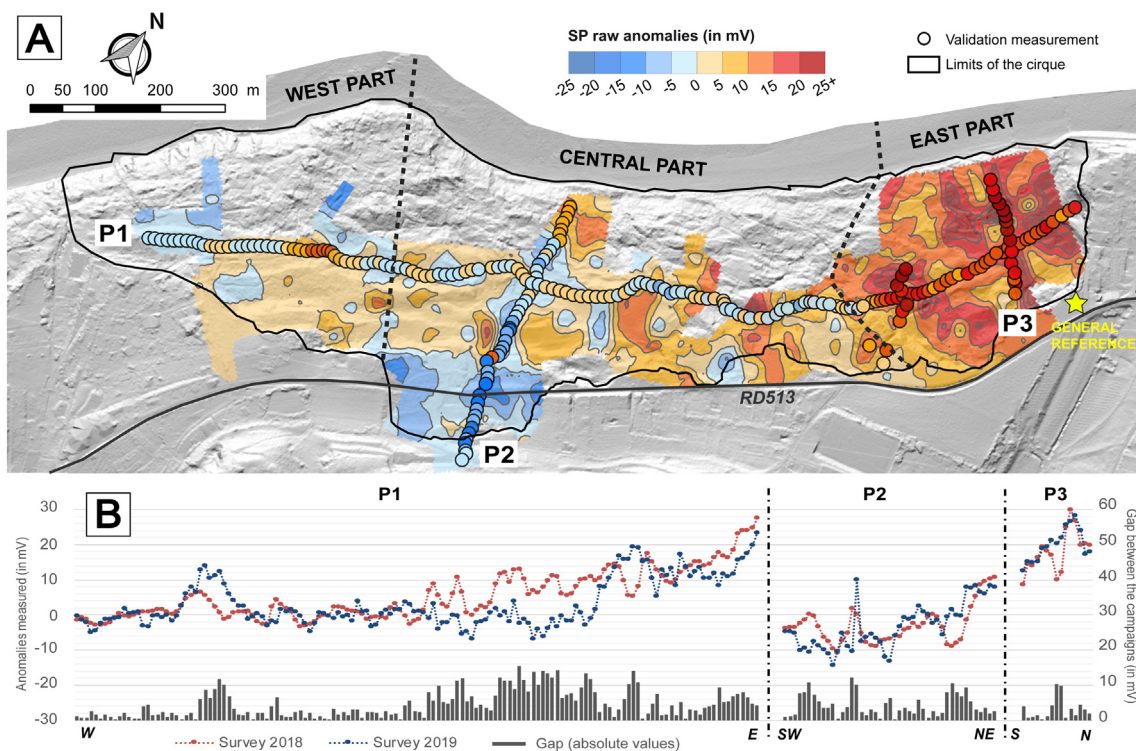 A
N
0 50 100 200 300 m
SP raw anomalies (in mV)
-25 -20 -15 -10 -5 0 5 10 15 20 25+
Validation measurement
Limits of the cirque
WEST PART
CENTRAL PART
EAST PART
P1
P2
P3
GENERAL
REFERENCE
RD513
B
P1 P2 P3
Anomalies measured (in mV)
30
20
10
0
-10
-20
-30
Gap between the campaigns (in mV)
60
50
40
30
20
10
0
W E SW NE S N
Survey 2018 Survey 2019 Gap (absolute values)